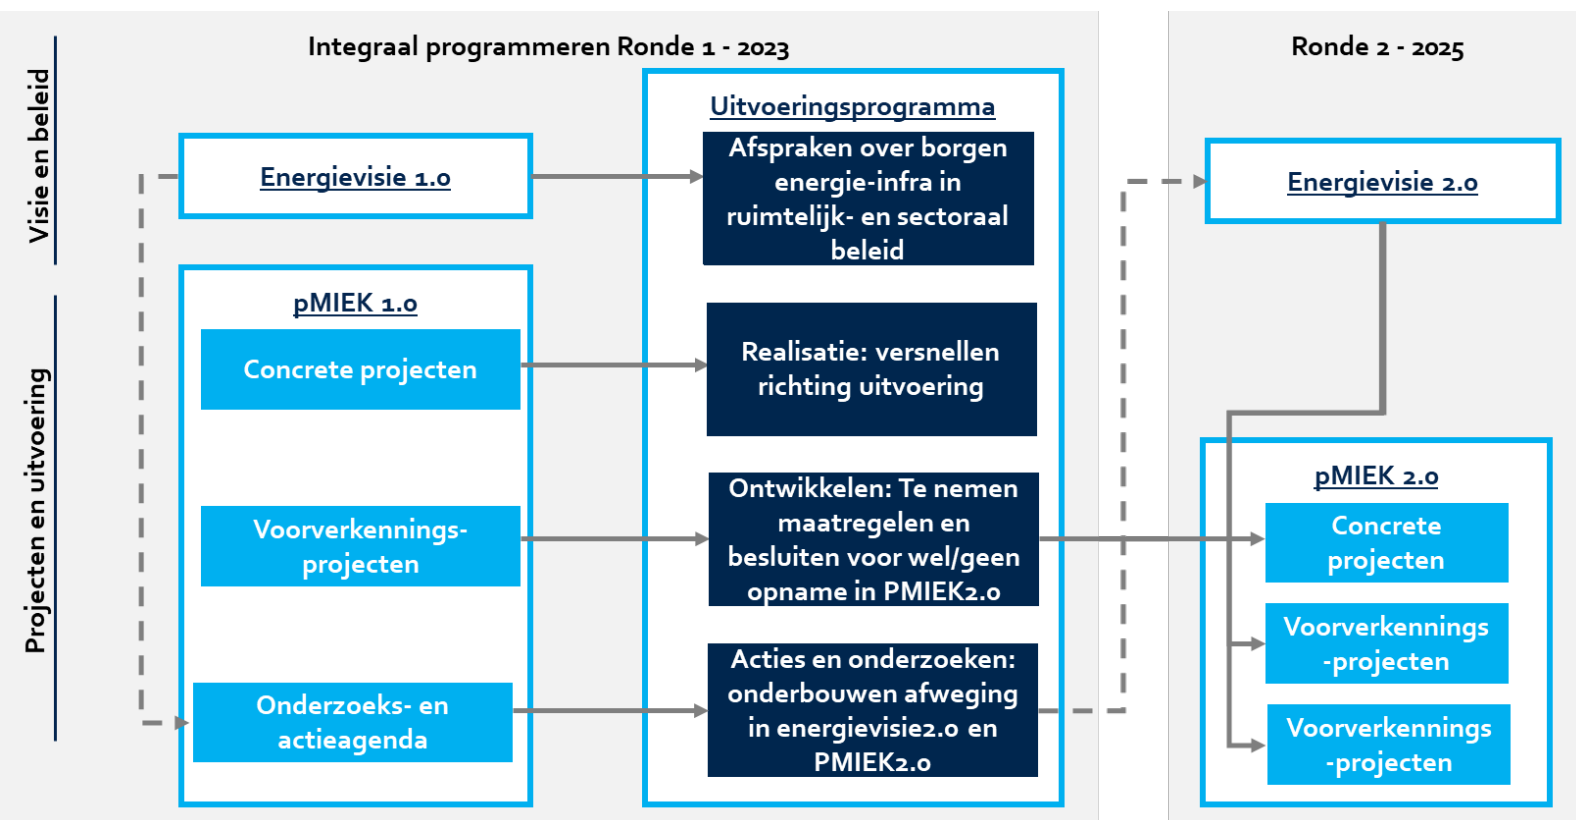 Integraal programmeren Ronde 1 - 2023
Ronde 2 - 2025
Visie en beleid
Projecten en uitvoering
Energievisie 1.0
pMIEK 1.0
Concrete projecten
Voorverkennings-
projecten
Onderzoeks- en
actieagenda
Uitvoeringsprogramma
Afspraken over borgen
energie-infra in
ruimtelijk- en sectoraal
beleid
Realisatie: versnellen
richting uitvoering
Ontwikkelen: Te nemen
maatregelen en
besluiten voor wel/geen
opname in PMIEK2.0
Acties en onderzoeken:
onderbouwen afweging
in energievisie2.0 en
PMIEK2.0
Energievisie 2.0
pMIEK 2.0
Concrete
projecten
Voorverkennings
-projecten
Voorverkennings
-projecten